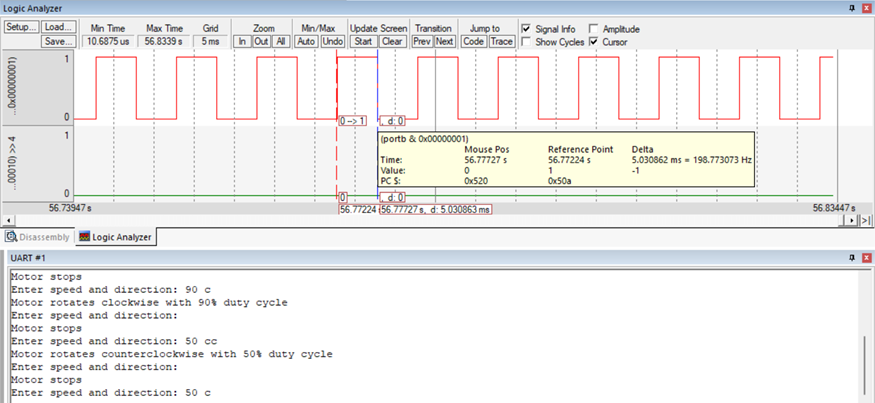 Logic Analyzer
Setup... Load... Save...
Min Time Max Time Grid Zoom Min/Max Update Screen Transition Jump to
10.6875 us 56.8339 s 5 ms In Out All Auto Undo Start Clear Prev Next Code Trace
Signal Info Amplitude
Show Cycles Cursor
...0x00000001)
1
0
0 --> 1 , d: 0
(portb & 0x00000001)
Mouse Pos Reference Point Delta
Time: 56.77727 s 56.77224 s 5.030862 ms = 198.773073 Hz
Value: 0 1 -1
PC $: 0x520 0x50a
...00010) >> 4
1
0
0 , d: 0
56.73947 s 56.77224 56.77727 s, d: 5.030863 ms 56.83447 s
Disassembly Logic Analyzer
UART #1
Motor stops
Enter speed and direction: 90 c
Motor rotates clockwise with 90% duty cycle
Enter speed and direction:
Motor stops
Enter speed and direction: 50 cc
Motor rotates counterclockwise with 50% duty cycle
Enter speed and direction:
Motor stops
Enter speed and direction: 50 c